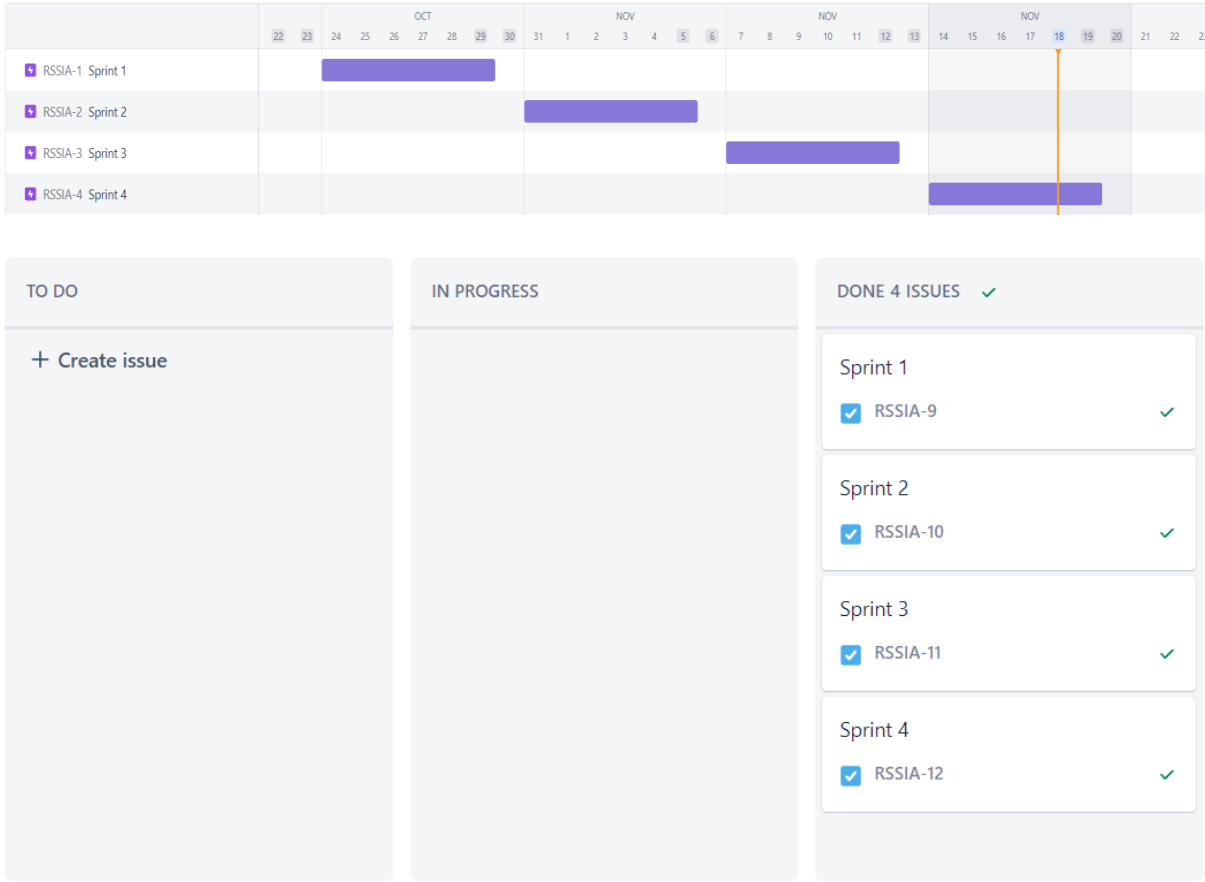 OCT NOV NOV NOV
22 23 24 25 26 27 28 29 30 31 1 2 3 4 5 6 7 8 9 10 11 12 13 14 15 16 17 18 19 20 21 22
RSSIA-1 Sprint 1
RSSIA-2 Sprint 2
RSSIA-3 Sprint 3
RSSIA-4 Sprint 4
TO DO
IN PROGRESS
DONE 4 ISSUES
+ Create issue
Sprint 1
RSSIA-9
Sprint 2
RSSIA-10
Sprint 3
RSSIA-11
Sprint 4
RSSIA-12